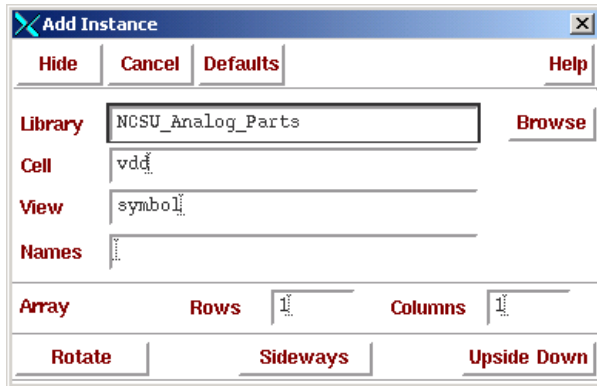 Add Instance
Hide Cancel Defaults Help
Library NCSU_Analog_Parts Browse
Cell vdd
View symbol
Names
Array Rows 1 Columns 1
Rotate Sideways Upside Down